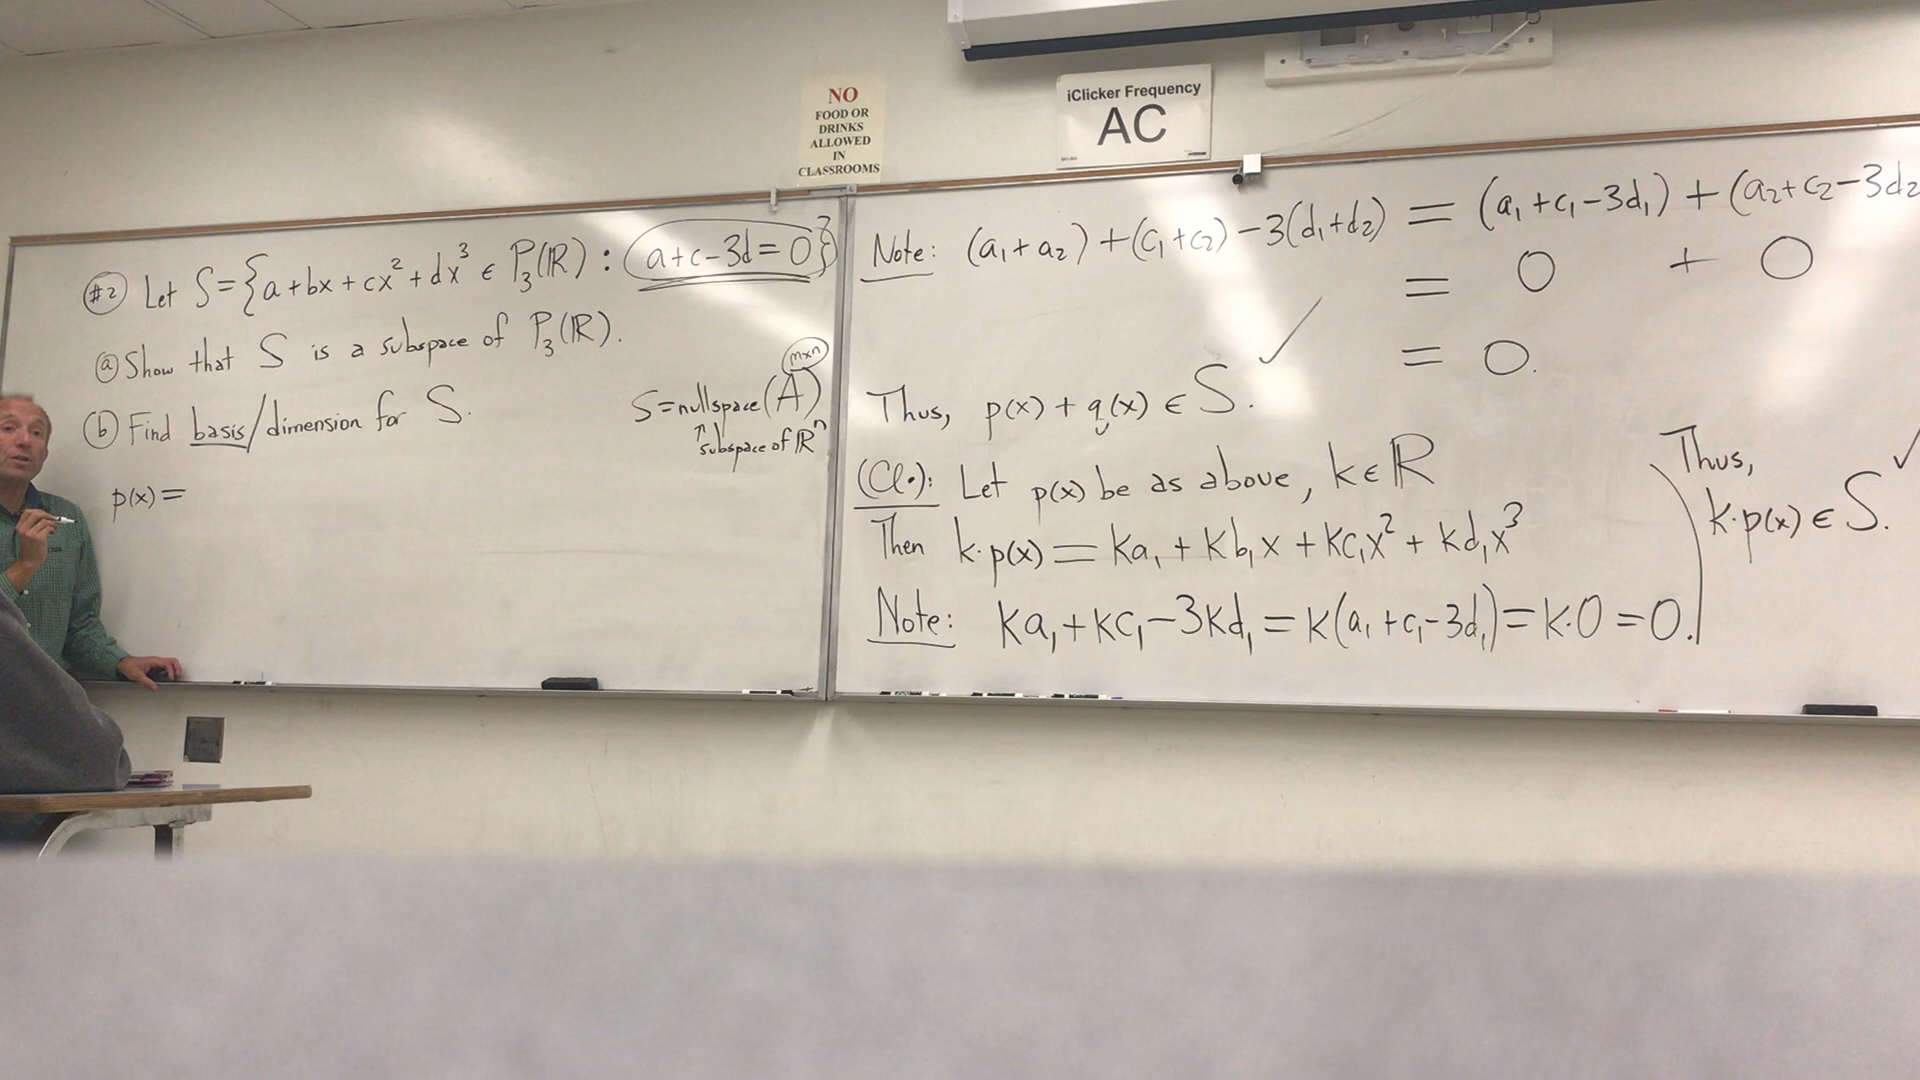 NO
FOOD OR
DRINKS
ALLOWED
IN
CLASSROOMS
iClicker Frequency
AC
#2 Let S = {a + bx + cx² + dx³ ∈ P₃(ℝ) : a + c - 3d = 0}
(a) Show that S is a subspace of P₃(ℝ).
(b) Find basis/dimension for S.
p(x) =
m×n
S = nullspace(A)
↑
subspace of ℝⁿ
Note: (a₁ + a₂) + (c₁ + c₂) - 3(d₁ + d₂) = (a₁ + c₁ - 3d₁) + (a₂ + c₂ - 3d₂
= 0 + 0
= 0. ✓
Thus, p(x) + q(x) ∈ S.
(Cl·): Let p(x) be as above, k ∈ ℝ
Then k·p(x) = ka₁ + kb₁x + kc₁x² + kd₁x³
Note: ka₁ + kc₁ - 3kd₁ = k(a₁ + c₁ - 3d₁) = k·0 = 0.
Thus, ✓
k·p(x) ∈ S.